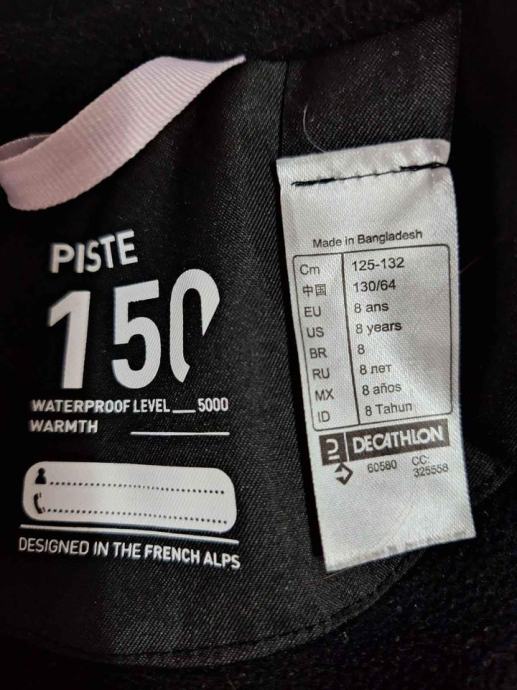 PISTE
150
WATERPROOF LEVEL __ 5000
WARMTH
DESIGNED IN THE FRENCH ALPS
Made in Bangladesh
Cm 125-132
中国 130/64
EU 8 ans
US 8 years
BR 8
RU 8 лет
MX 8 años
ID 8 Tahun
DECATHLON
60580 CC:
325558